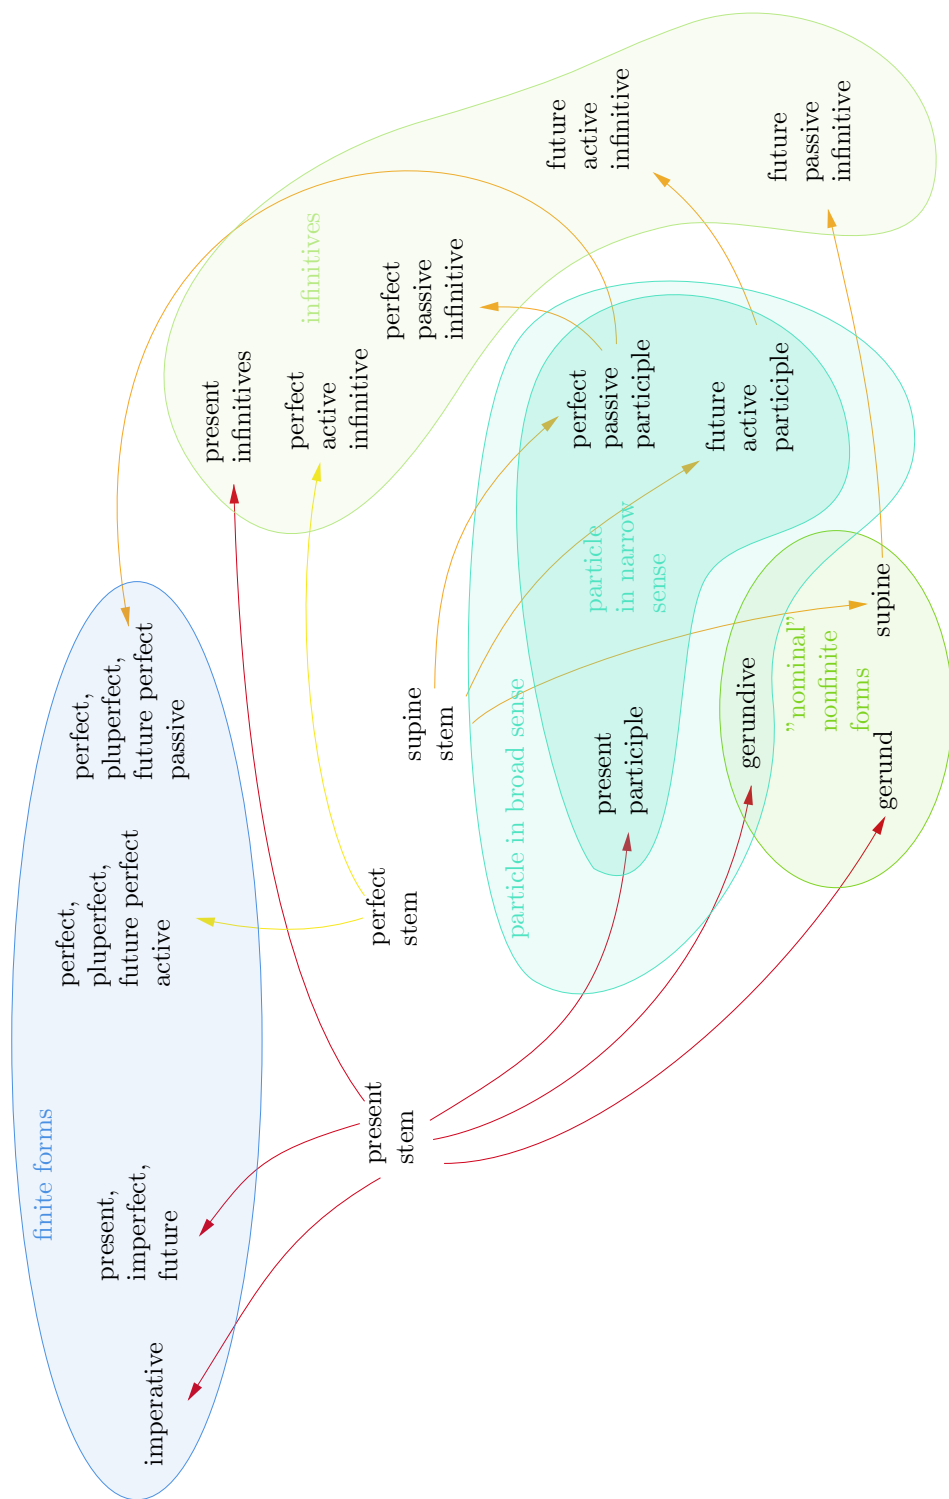 finite forms
imperative
present,
imperfect,
future
perfect,
pluperfect,
future perfect
active
perfect,
pluperfect,
future perfect
passive
present
infinitives
perfect
active
infinitive
infinitives
perfect
passive
infinitive
future
active
infinitive
future
passive
infinitive
present
stem
perfect
stem
supine
stem
particle in broad sense
particle
in narrow
sense
present
participle
perfect
passive
participle
future
active
participle
gerundive
”nominal”
nonfinite
forms
gerund
supine